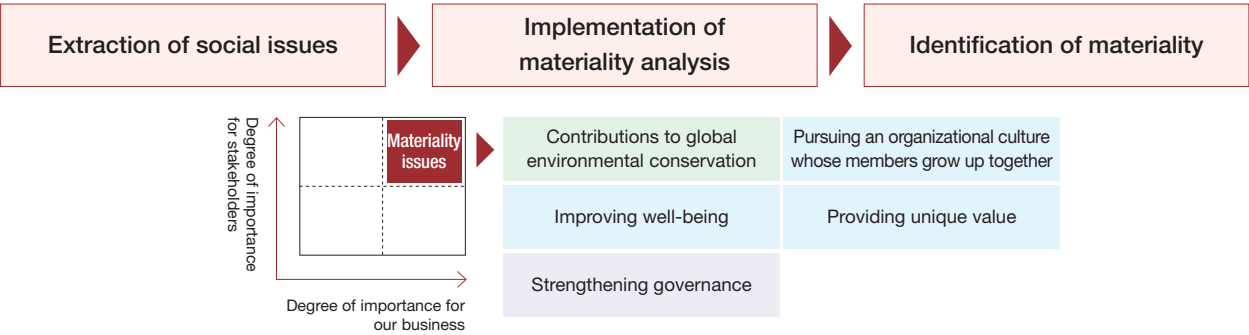 Extraction of social issues
Implementation of
materiality analysis
Identification of materiality
Degree of importance
for stakeholders
Materiality
issues
Degree of importance for
our business
Contributions to global
environmental conservation
Pursuing an organizational culture
whose members grow up together
Improving well-being
Providing unique value
Strengthening governance